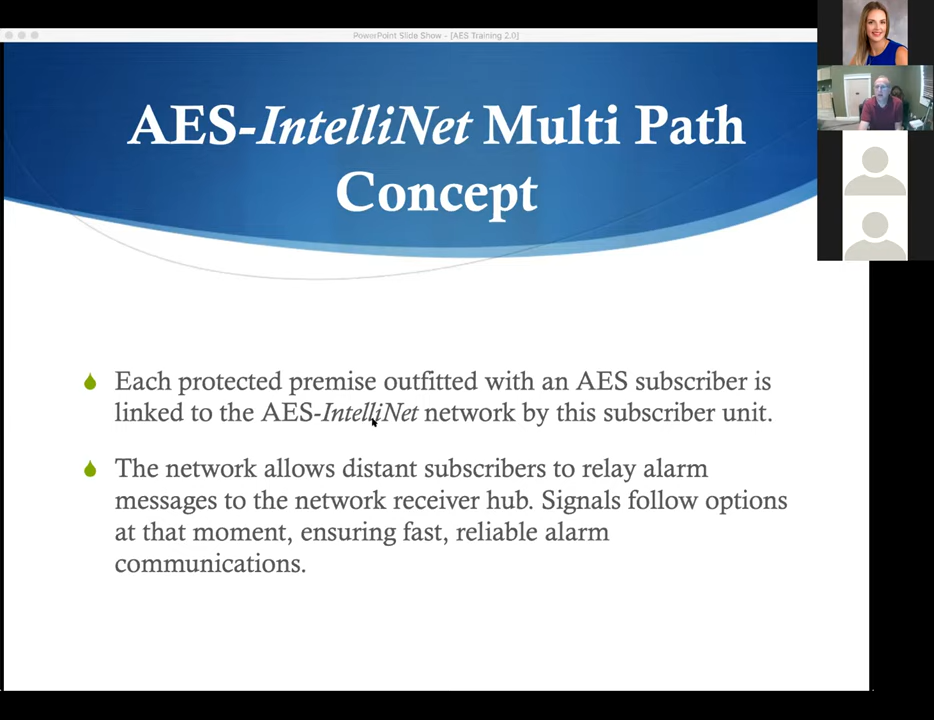 PowerPoint Slide Show - [AES Training 2.0]
AES-IntelliNet Multi Path
Concept
Each protected premise outfitted with an AES subscriber is
linked to the AES-IntelliNet network by this subscriber unit.
The network allows distant subscribers to relay alarm
messages to the network receiver hub. Signals follow options
at that moment, ensuring fast, reliable alarm
communications.